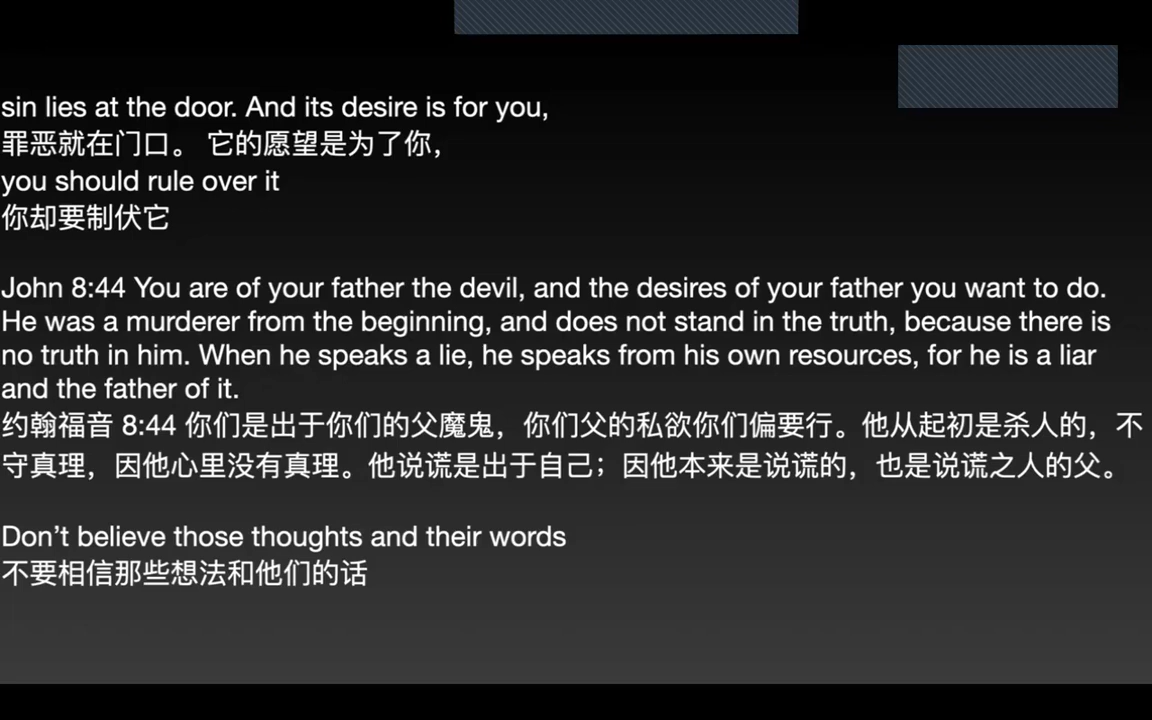 sin lies at the door. And its desire is for you,
罪恶就在门口。 它的愿望是为了你，
you should rule over it
你却要制伏它
John 8:44 You are of your father the devil, and the desires of your father you want to do.
He was a murderer from the beginning, and does not stand in the truth, because there is
no truth in him. When he speaks a lie, he speaks from his own resources, for he is a liar
and the father of it.
约翰福音 8:44 你们是出于你们的父魔鬼，你们父的私欲你们偏要行。他从起初是杀人的，不
守真理，因他心里没有真理。他说谎是出于自己；因他本来是说谎的，也是说谎之人的父。
Don’t believe those thoughts and their words
不要相信那些想法和他们的话